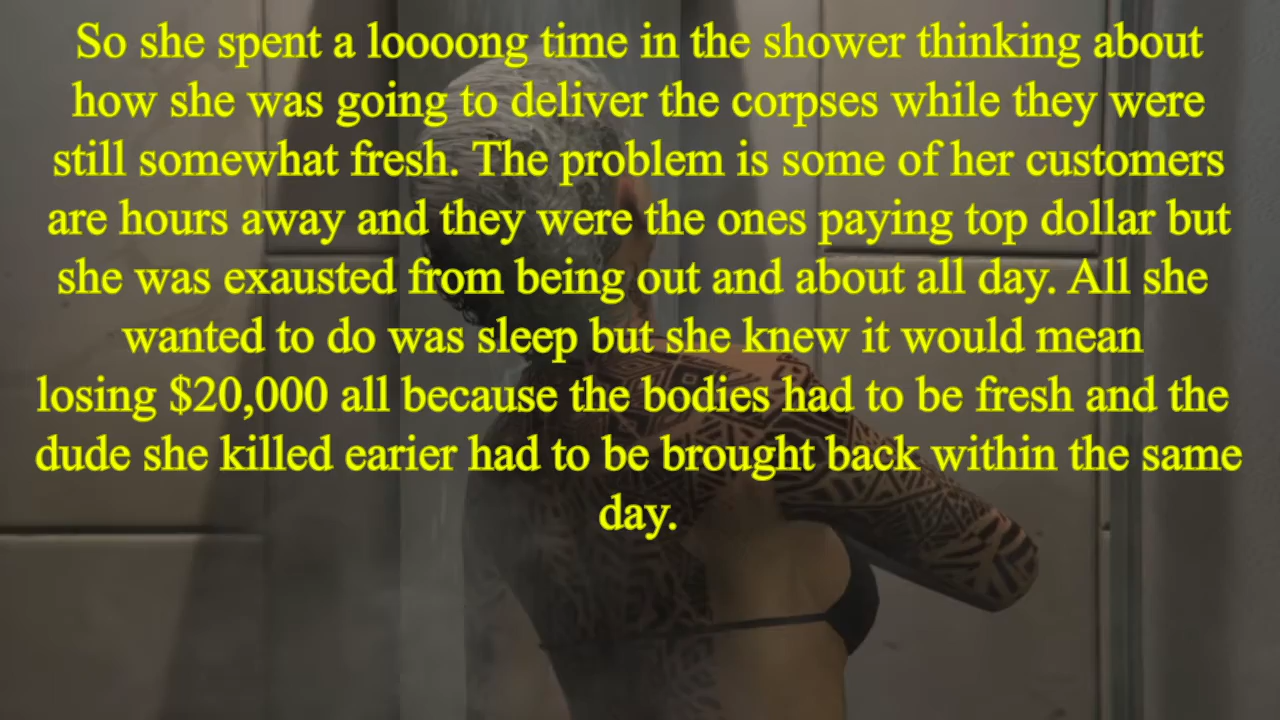 So she spent a loooong time in the shower thinking about
how she was going to deliver the corpses while they were
still somewhat fresh. The problem is some of her customers
are hours away and they were the ones paying top dollar but
she was exausted from being out and about all day. All she
wanted to do was sleep but she knew it would mean
losing $20,000 all because the bodies had to be fresh and the
dude she killed earier had to be brought back within the same
day.